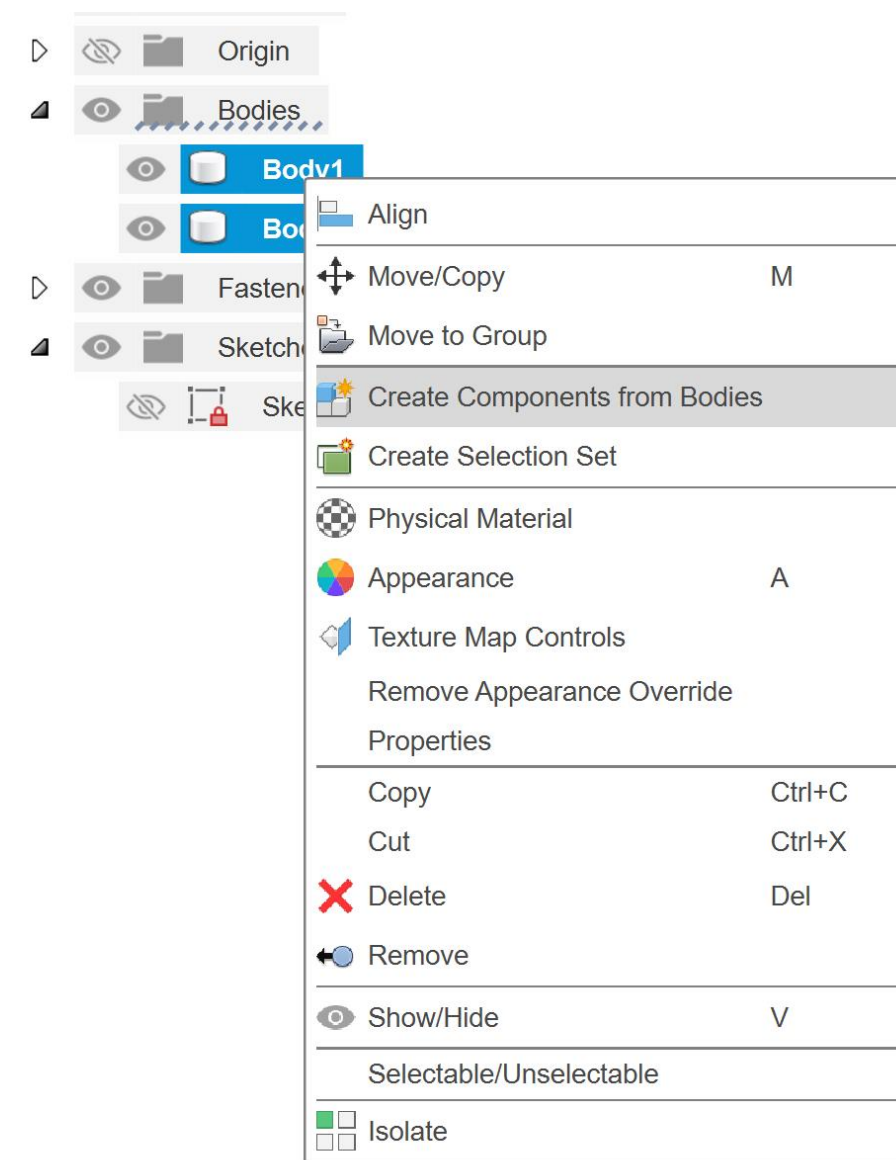 Origin
Bodies
Body1
Align
Move/Copy M
Move to Group
Create Components from Bodies
Create Selection Set
Physical Material
Appearance A
Texture Map Controls
Remove Appearance Override
Properties
Copy Ctrl+C
Cut Ctrl+X
Delete Del
Remove
Show/Hide V
Selectable/Unselectable
Isolate